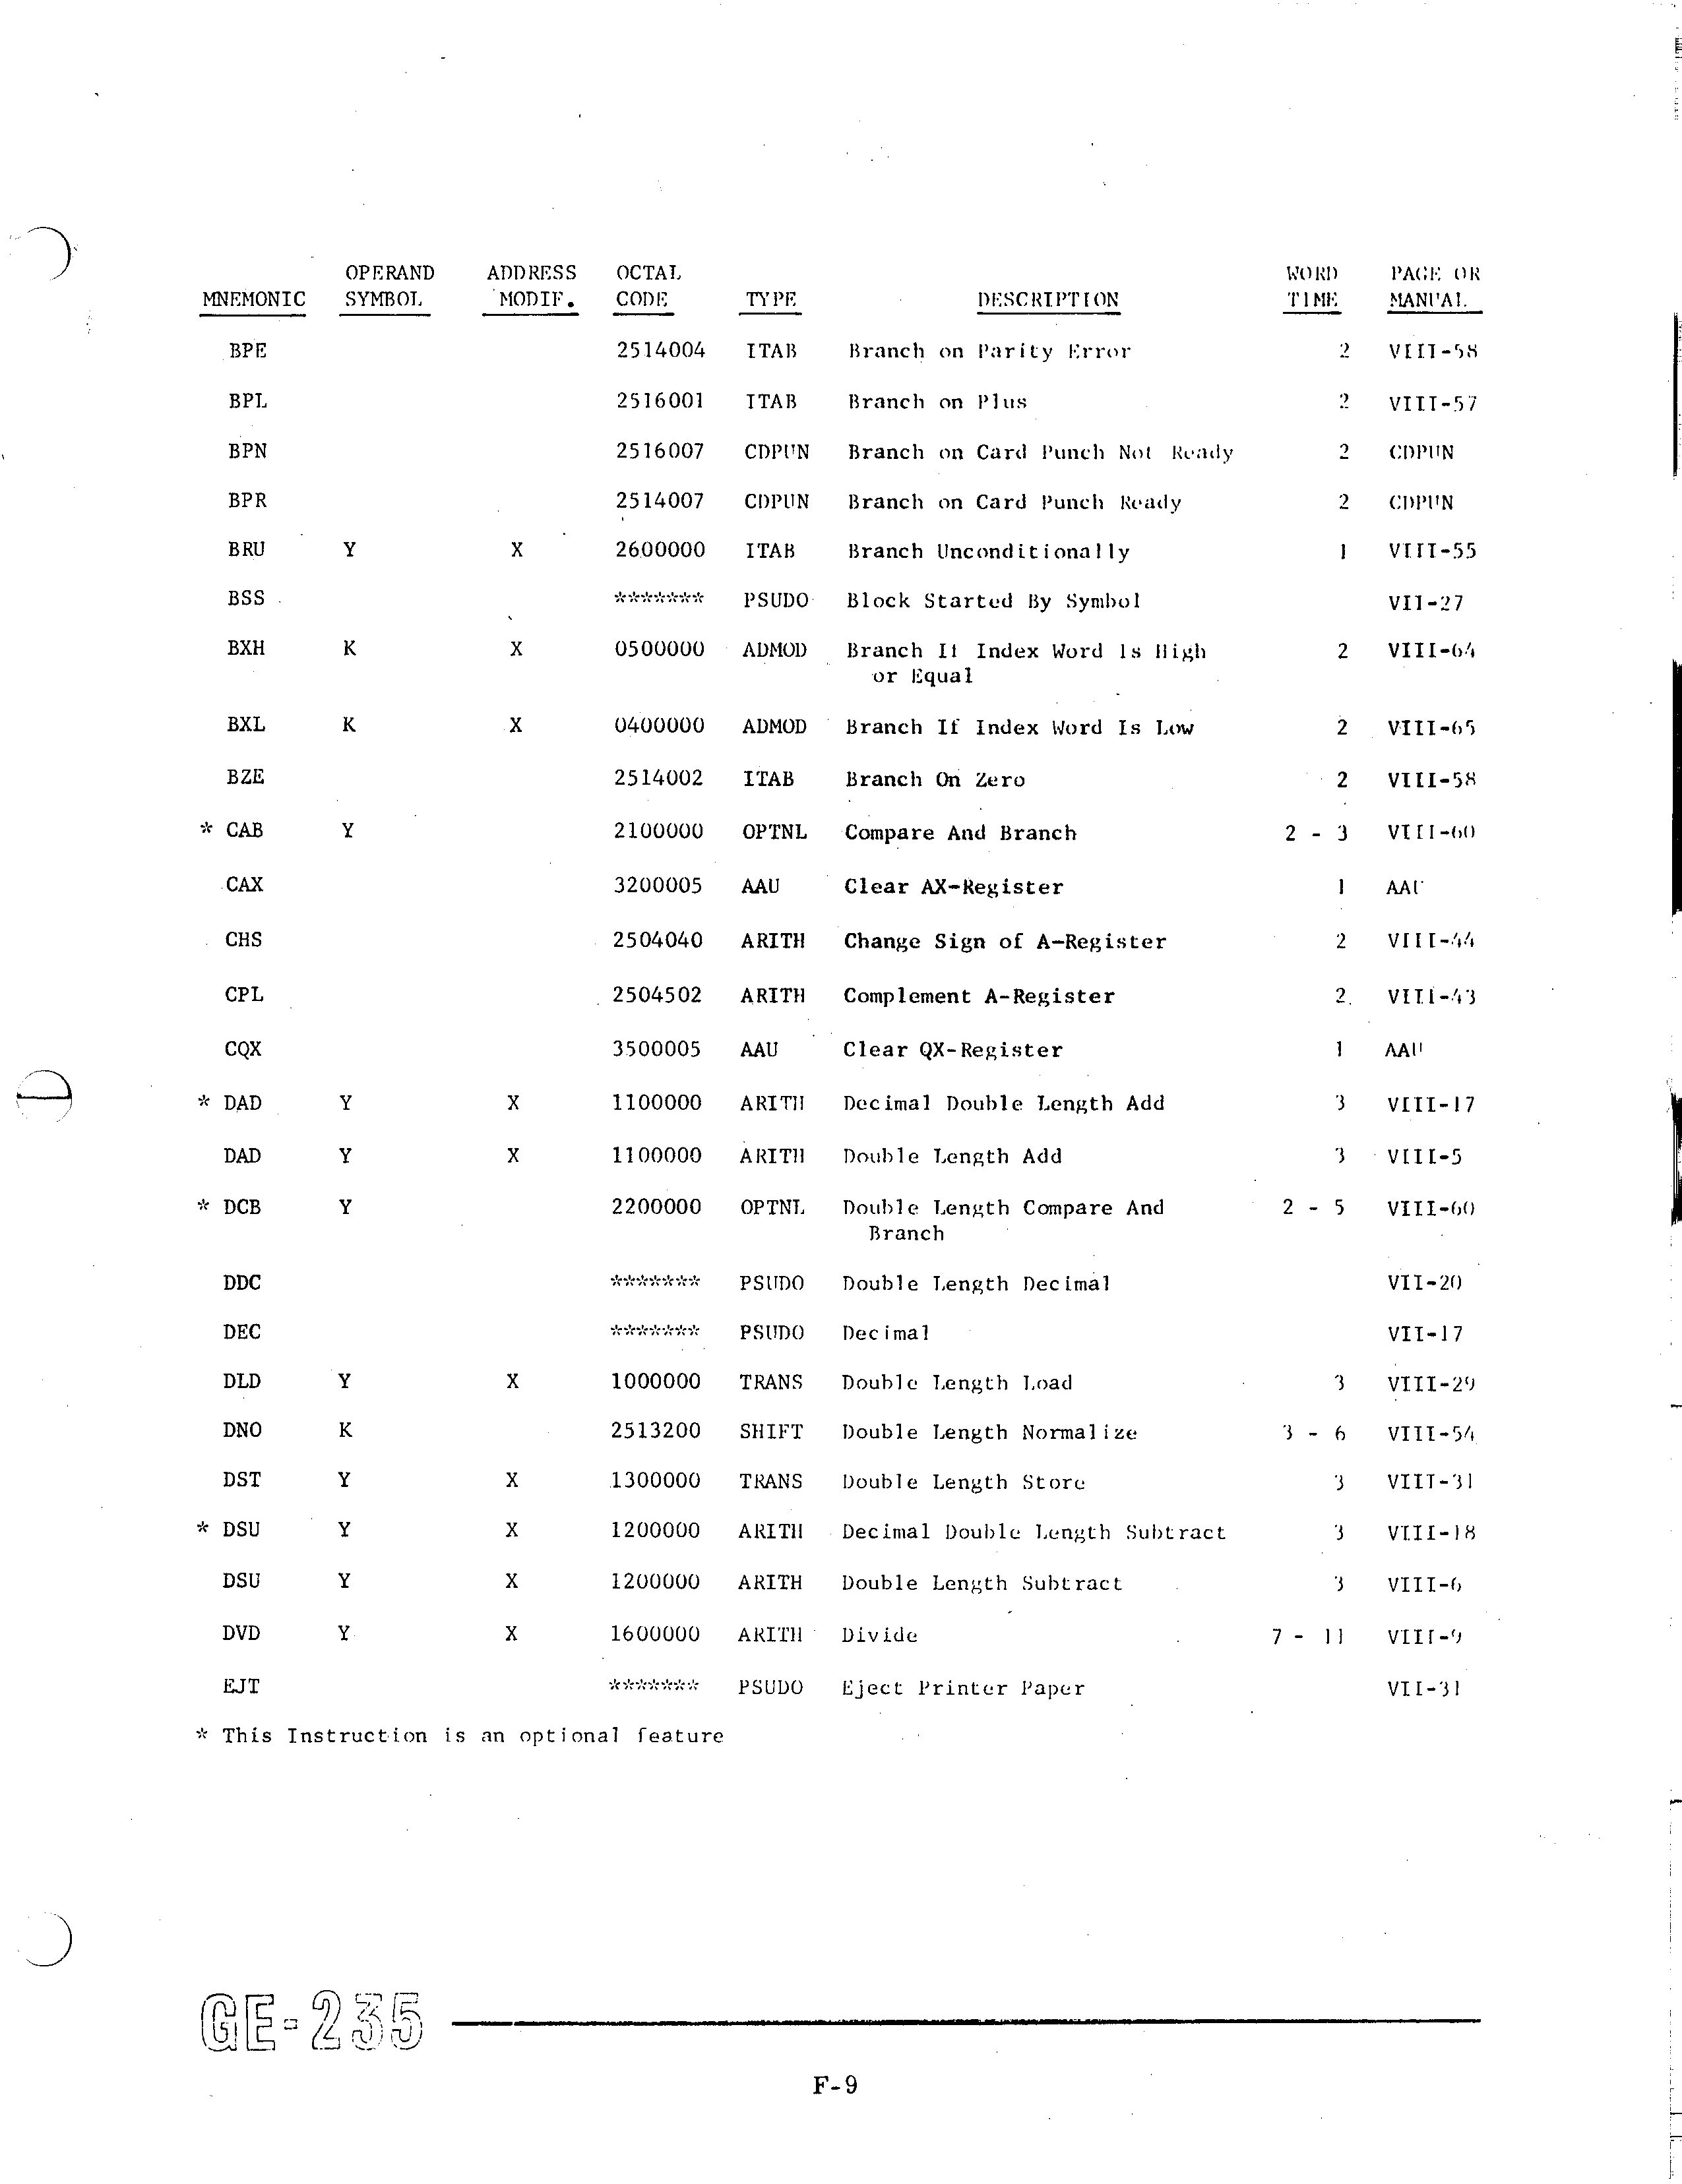 OPERAND ADDRESS OCTAL WORD PAGE OR
MNEMONIC SYMBOL MODIF. CODE TYPE DESCRIPTION TIME MANUAL
BPE 2514004 ITAB Branch on Parity Error 2 VIII-58
BPL 2516001 ITAB Branch on Plus 2 VIII-57
BPN 2516007 CDPUN Branch on Card Punch Not Ready 2 CDPUN
BPR 2514007 CDPUN Branch on Card Punch Ready 2 CDPUN
BRU Y X 2600000 ITAB Branch Unconditionally 1 VIII-55
BSS ******* PSUDO Block Started By Symbol VII-27
BXH K X 0500000 ADMOD Branch If Index Word Is High 2 VIII-64
or Equal
BXL K X 0400000 ADMOD Branch If Index Word Is Low 2 VIII-65
BZE 2514002 ITAB Branch On Zero 2 VIII-58
* CAB Y 2100000 OPTNL Compare And Branch 2 - 3 VIII-60
CAX 3200005 AAU Clear AX-Register 1 AAU
CHS 2504040 ARITH Change Sign of A-Register 2 VIII-44
CPL 2504502 ARITH Complement A-Register 2 VIII-43
CQX 3500005 AAU Clear QX-Register 1 AAU
* DAD Y X 1100000 ARITH Decimal Double Length Add 3 VIII-17
DAD Y X 1100000 ARITH Double Length Add 3 VIII-5
* DCB Y 2200000 OPTNL Double Length Compare And 2 - 5 VIII-60
Branch
DDC ******* PSUDO Double Length Decimal VII-20
DEC ******* PSUDO Decimal VII-17
DLD Y X 1000000 TRANS Double Length Load 3 VIII-29
DNO K 2513200 SHIFT Double Length Normalize 3 - 6 VIII-54
DST Y X 1300000 TRANS Double Length Store 3 VIII-31
* DSU Y X 1200000 ARITH Decimal Double Length Subtract 3 VIII-18
DSU Y X 1200000 ARITH Double Length Subtract 3 VIII-6
DVD Y X 1600000 ARITH Divide 7 - 11 VIII-9
EJT ******* PSUDO Eject Printer Paper VII-31
* This Instruction is an optional feature
GE-235
F-9